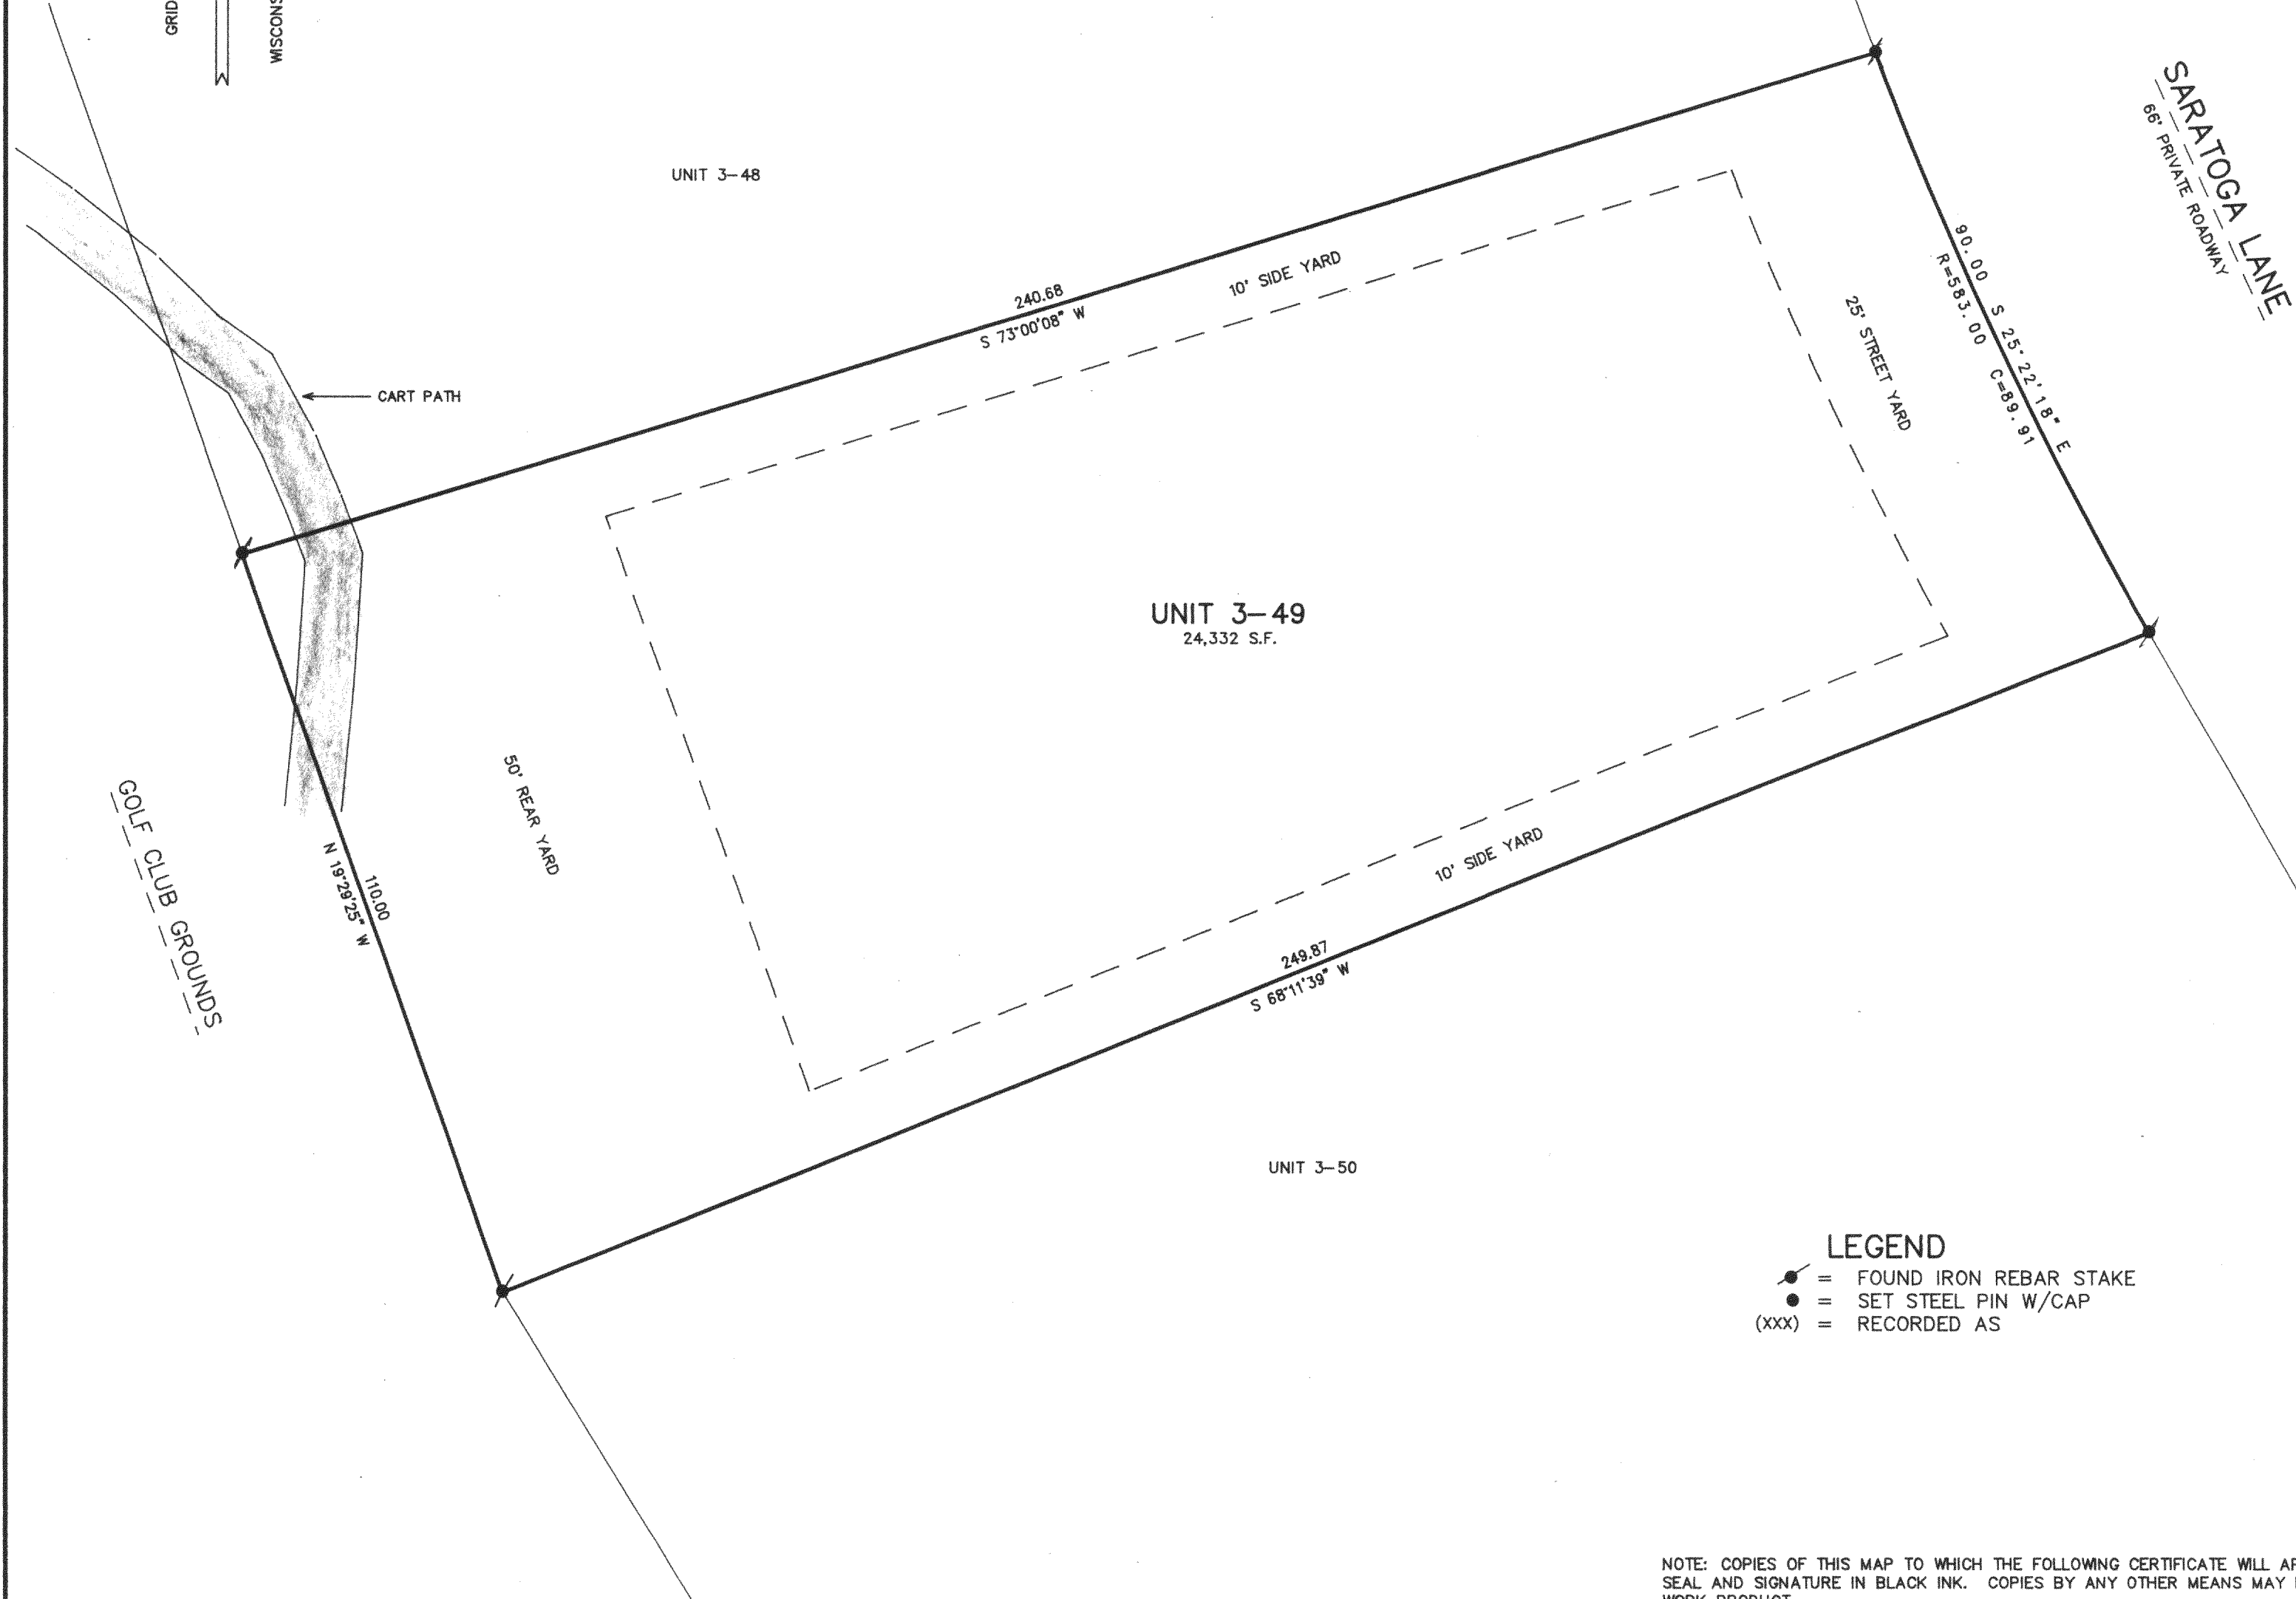 GRID
WISCONS
SARATOGA LANE
66' PRIVATE ROADWAY
UNIT 3-48
10' SIDE YARD
240.68
S 73°00'08" W
90.00 S 25°22'18" E
R=583.00 C=89.91
25' STREET YARD
CART PATH
UNIT 3-49
24,332 S.F.
50' REAR YARD
GOLF CLUB GROUNDS
110.00
N 19°29'25" W
10' SIDE YARD
249.87
S 68°11'39" W
UNIT 3-50
LEGEND
= FOUND IRON REBAR STAKE
= SET STEEL PIN W/CAP
(XXX) = RECORDED AS
NOTE: COPIES OF THIS MAP TO WHICH THE FOLLOWING CERTIFICATE WILL
SEAL AND SIGNATURE IN BLACK INK. COPIES BY ANY OTHER MEANS MAY
WORK PRODUCT